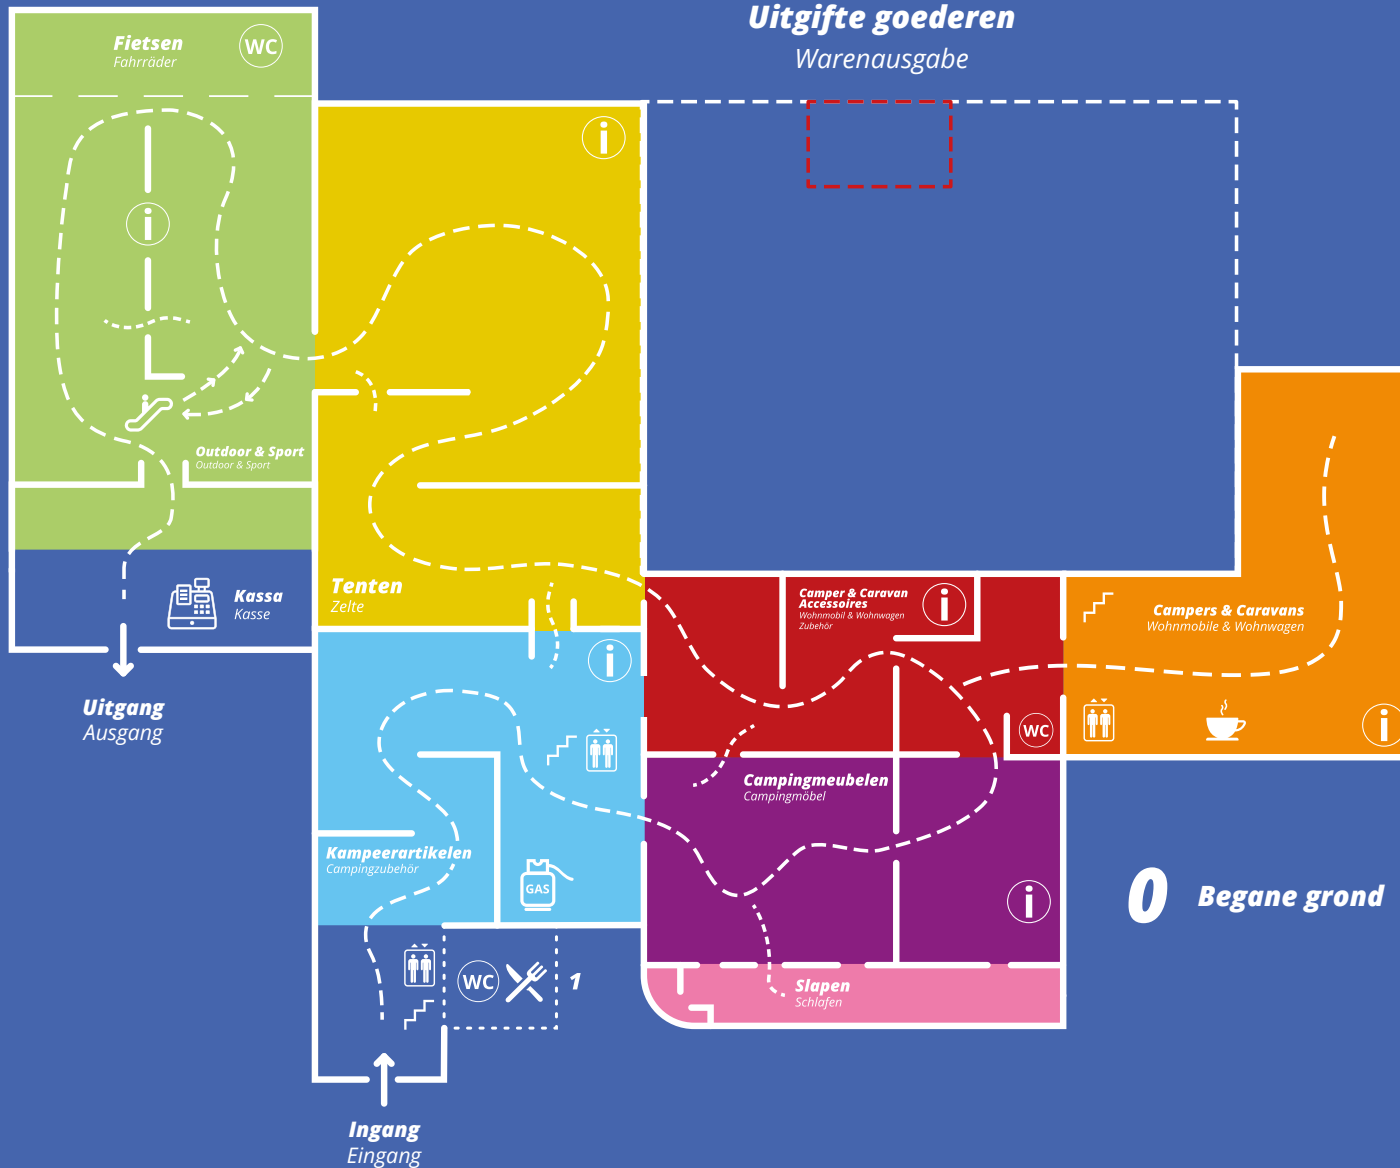 Uitgifte goederen
Warenausgabe
Fietsen
Fahrräder
WC
i
i
Outdoor & Sport
Outdoor & Sport
Kassa
Kasse
Uitgang
Ausgang
Tenten
Zelte
Camper & Caravan
Accessoires
Wohnmobil & Wohnwagen
Zubehör
i
Campers & Caravans
Wohnmobile & Wohnwagen
i
WC
i
Campingmeubelen
Campingmöbel
Kampeerartikelen
Campingzubehör
GAS
i
0 Begane grond
WC
1
Slapen
Schlafen
Ingang
Eingang